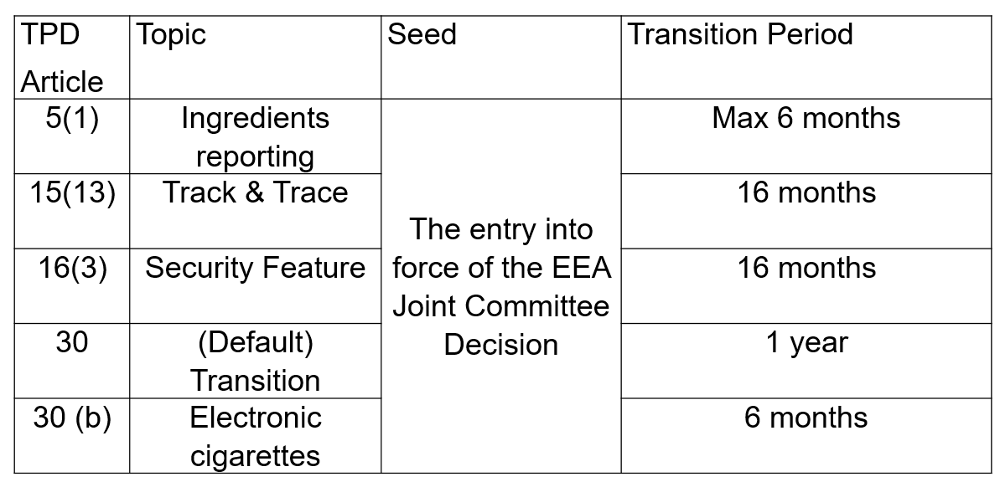 TPD
Article
Topic
Seed
Transition Period
5(1)
Ingredients
reporting
The entry into
force of the EEA
Joint Committee
Decision
Max 6 months
15(13)
Track & Trace
16 months
16(3)
Security Feature
16 months
30
(Default)
Transition
1 year
30 (b)
Electronic
cigarettes
6 months